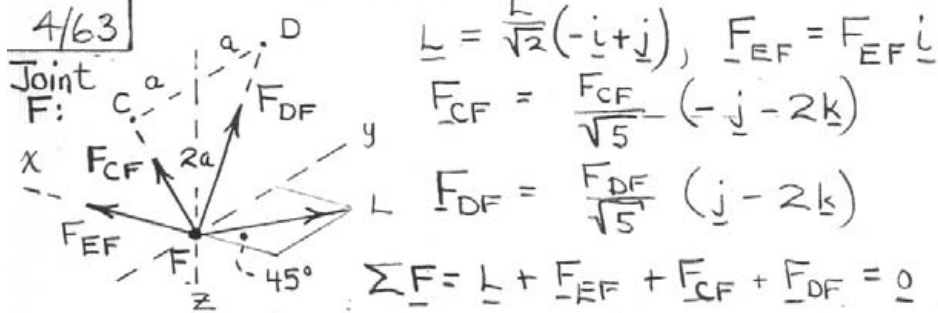 4/63
Joint
F:
a
a
D
C
F_DF
x
F_CF
2a
y
F_EF
F
L
45°
z
L = L/√2 (-i + j), F_EF = F_EF i
F_CF = F_CF/√5 (-j - 2k)
F_DF = F_DF/√5 (j - 2k)
ΣF = L + F_EF + F_CF + F_DF = 0